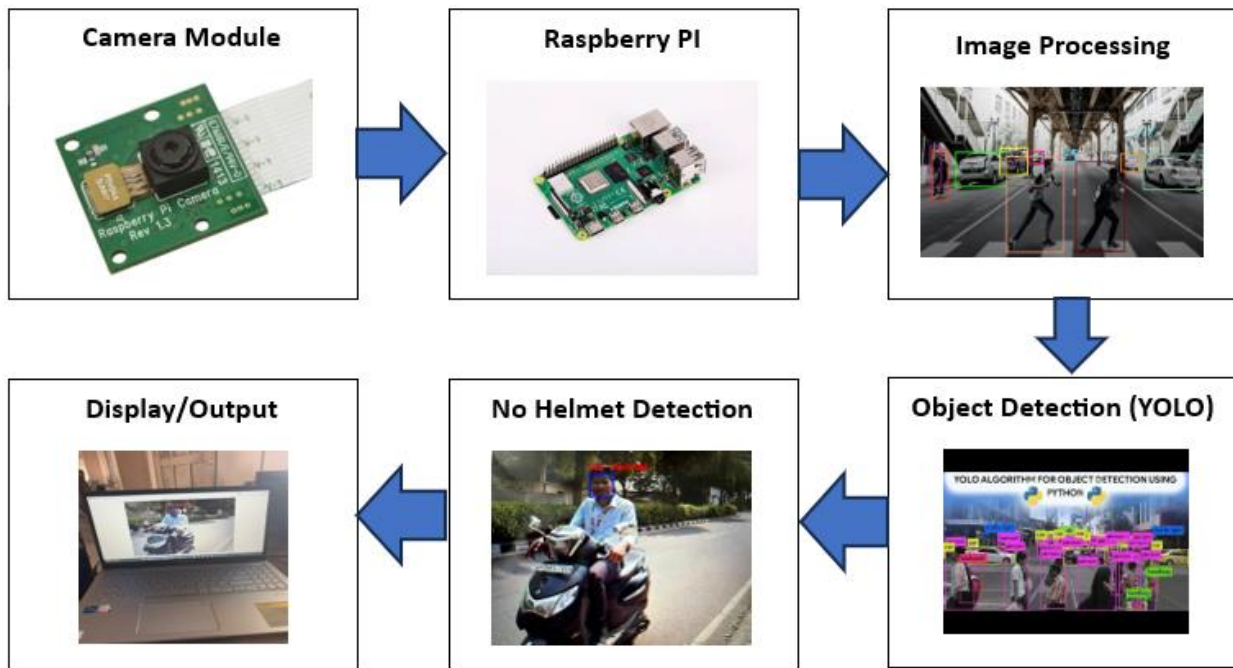 Camera Module
Raspberry PI
Image Processing
Raspberry Pi Camera
Rev 1.3
1413
Display/Output
No Helmet Detection
Object Detection (YOLO)
YOLO ALGORITHM FOR OBJECT DETECTION USING
PYTHON